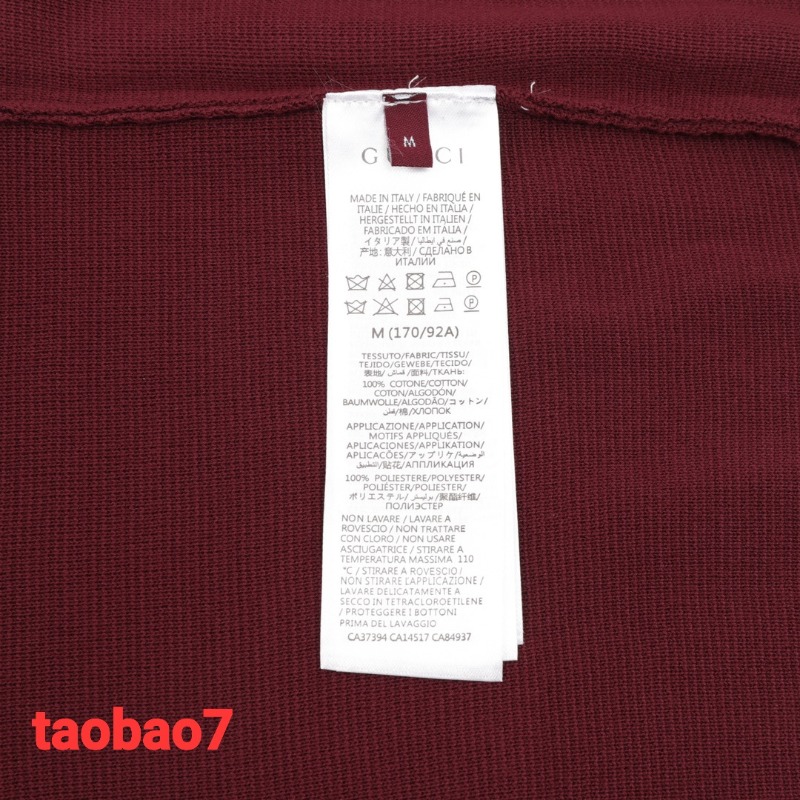 M
GUCCI
MADE IN ITALY / FABRIQUÉ EN
ITALIE / HECHO EN ITALIA /
HERGESTELLT IN ITALIEN /
FABRICADO EM ITÁLIA /
イタリア製 / صنع في ايطاليا /
产地: 意大利 / СДЕЛАНО В
ИТАЛИИ
P
P
M (170/92A)
TESSUTO/FABRIC/TISSU/
TEJIDO/GEWEBE/TECIDO/
表地/ قماش /面料/ТКАНЬ:
100% COTONE/COTTON/
COTON/ALGODÓN/
BAUMWOLLE/ALGODÃO/コットン/
قطن/棉/ХЛОПОК
APPLICAZIONE/APPLICATION/
MOTIFS APPLIQUÉS/
APLICACIONES/APPLIKATION/
APLICAÇÕES/アップリケ/
/贴花/АППЛИКАЦИЯ
100% POLIESTERE/POLYESTER/
POLYESTER/POLIÉSTER/
POLYESTER/POLIÉSTER/
ポリエステル/ بوليستر /聚酯纤维/
ПОЛИЭСТЕР
NON LAVARE / LAVARE A
ROVESCIO / NON TRATTARE
CON CLORO / NON USARE
ASCIUGATRICE / STIRARE A
TEMPERATURA MASSIMA 110
°C / STIRARE A ROVESCIO /
NON STIRARE L'APPLICAZIONE /
LAVARE DELICATAMENTE A
SECCO IN TETRACLOROETILENE
/ PROTEGGERE I BOTTONI
PRIMA DEL LAVAGGIO
CA37394 CA14517 CA84937
taobao7